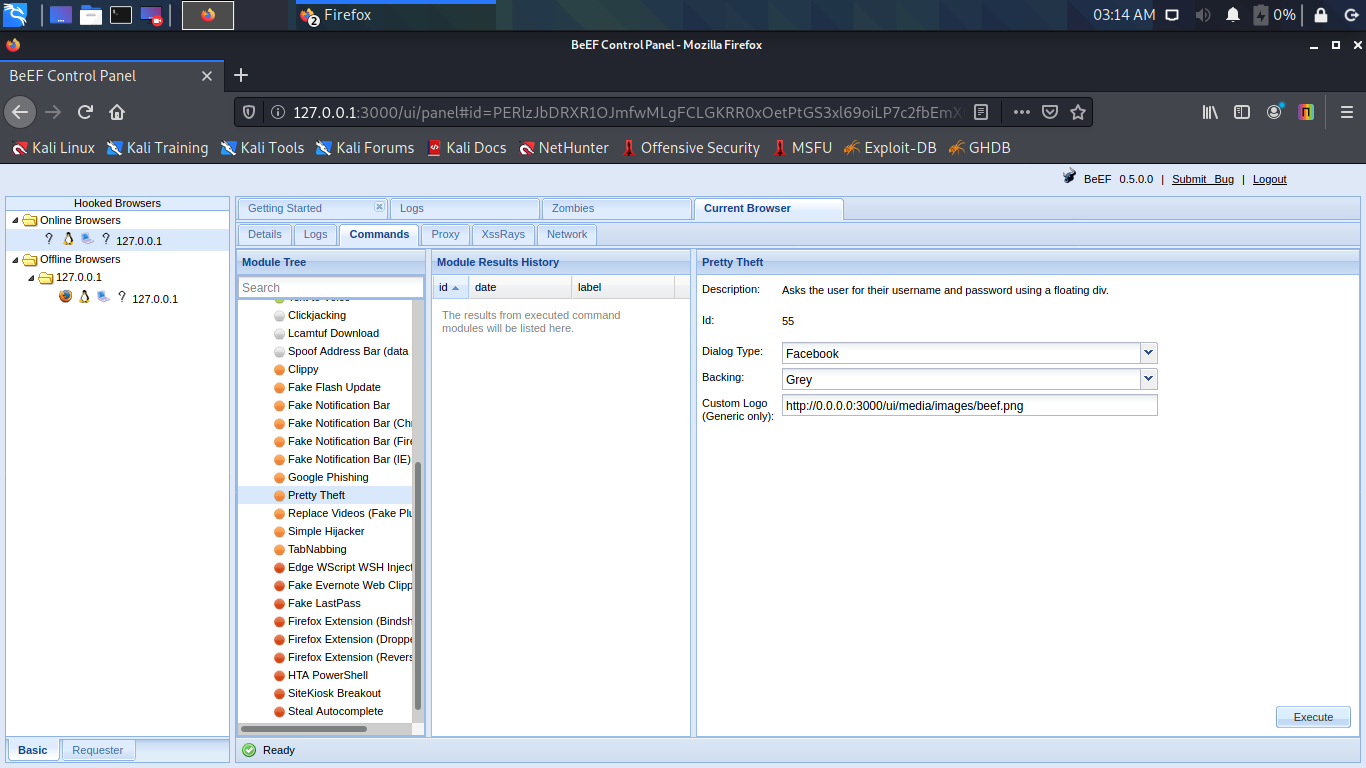 Firefox
2
03:14 AM
0%
BeEF Control Panel - Mozilla Firefox
BeEF Control Panel
127.0.0.1:3000/ui/panel#id=
Kali Linux Kali Training Kali Tools Kali Forums Kali Docs NetHunter Offensive Security MSFU Exploit-DB GHDB
BeEF 0.5.0.0 | Submit Bug | Logout
Hooked Browsers
Online Browsers
? ? 127.0.0.1
Offline Browsers
127.0.0.1
? 127.0.0.1
Basic Requester
Getting Started Logs Zombies Current Browser
Details Logs Commands Proxy XssRays Network
Module Tree
Search
Clickjacking
Lcamtuf Download
Spoof Address Bar (data
Clippy
Fake Flash Update
Fake Notification Bar
Fake Notification Bar (Chr
Fake Notification Bar (Fire
Fake Notification Bar (IE)
Google Phishing
Pretty Theft
Replace Videos (Fake Plu
Simple Hijacker
TabNabbing
Edge WScript WSH Inject
Fake Evernote Web Clipp
Fake LastPass
Firefox Extension (Bindsh
Firefox Extension (Droppe
Firefox Extension (Revers
HTA PowerShell
SiteKiosk Breakout
Steal Autocomplete
Module Results History
id date label
The results from executed command
modules will be listed here.
Pretty Theft
Description: Asks the user for their username and password using a floating div.
Id: 55
Dialog Type: Facebook
Backing: Grey
Custom Logo
(Generic only): http://0.0.0.0:3000/ui/media/images/beef.png
Execute
Ready